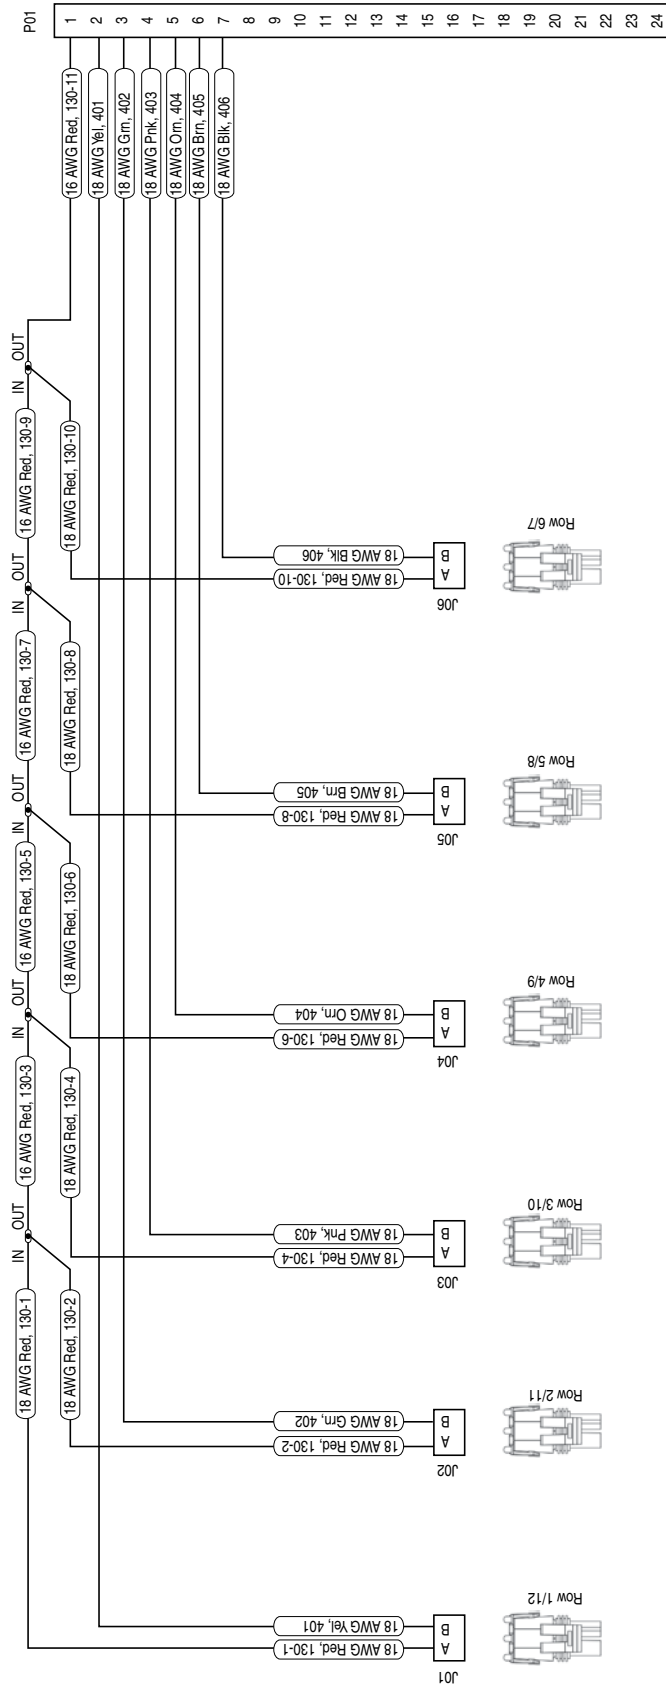 P01
1
2
3
4
5
6
7
8
9
10
11
12
13
14
15
16
17
18
19
20
21
22
23
24
16 AWG Red, 130-11
18 AWG Yel, 401
18 AWG Grn, 402
18 AWG Pnk, 403
18 AWG Orn, 404
18 AWG Brn, 405
18 AWG Blk, 406
IN OUT
16 AWG Red, 130-9
18 AWG Red, 130-10
IN OUT
16 AWG Red, 130-7
18 AWG Red, 130-8
IN OUT
16 AWG Red, 130-5
18 AWG Red, 130-6
IN OUT
16 AWG Red, 130-3
18 AWG Red, 130-4
IN OUT
18 AWG Red, 130-1
18 AWG Red, 130-2
18 AWG Blk, 406
18 AWG Red, 130-10
B
A
J06
Row 6/7
18 AWG Brn, 405
18 AWG Red, 130-8
B
A
J05
Row 5/8
18 AWG Orn, 404
18 AWG Red, 130-6
B
A
J04
Row 4/9
18 AWG Pnk, 403
18 AWG Red, 130-4
B
A
J03
Row 3/10
18 AWG Grn, 402
18 AWG Red, 130-2
B
A
J02
Row 2/11
18 AWG Yel, 401
18 AWG Red, 130-1
B
A
J01
Row 1/12